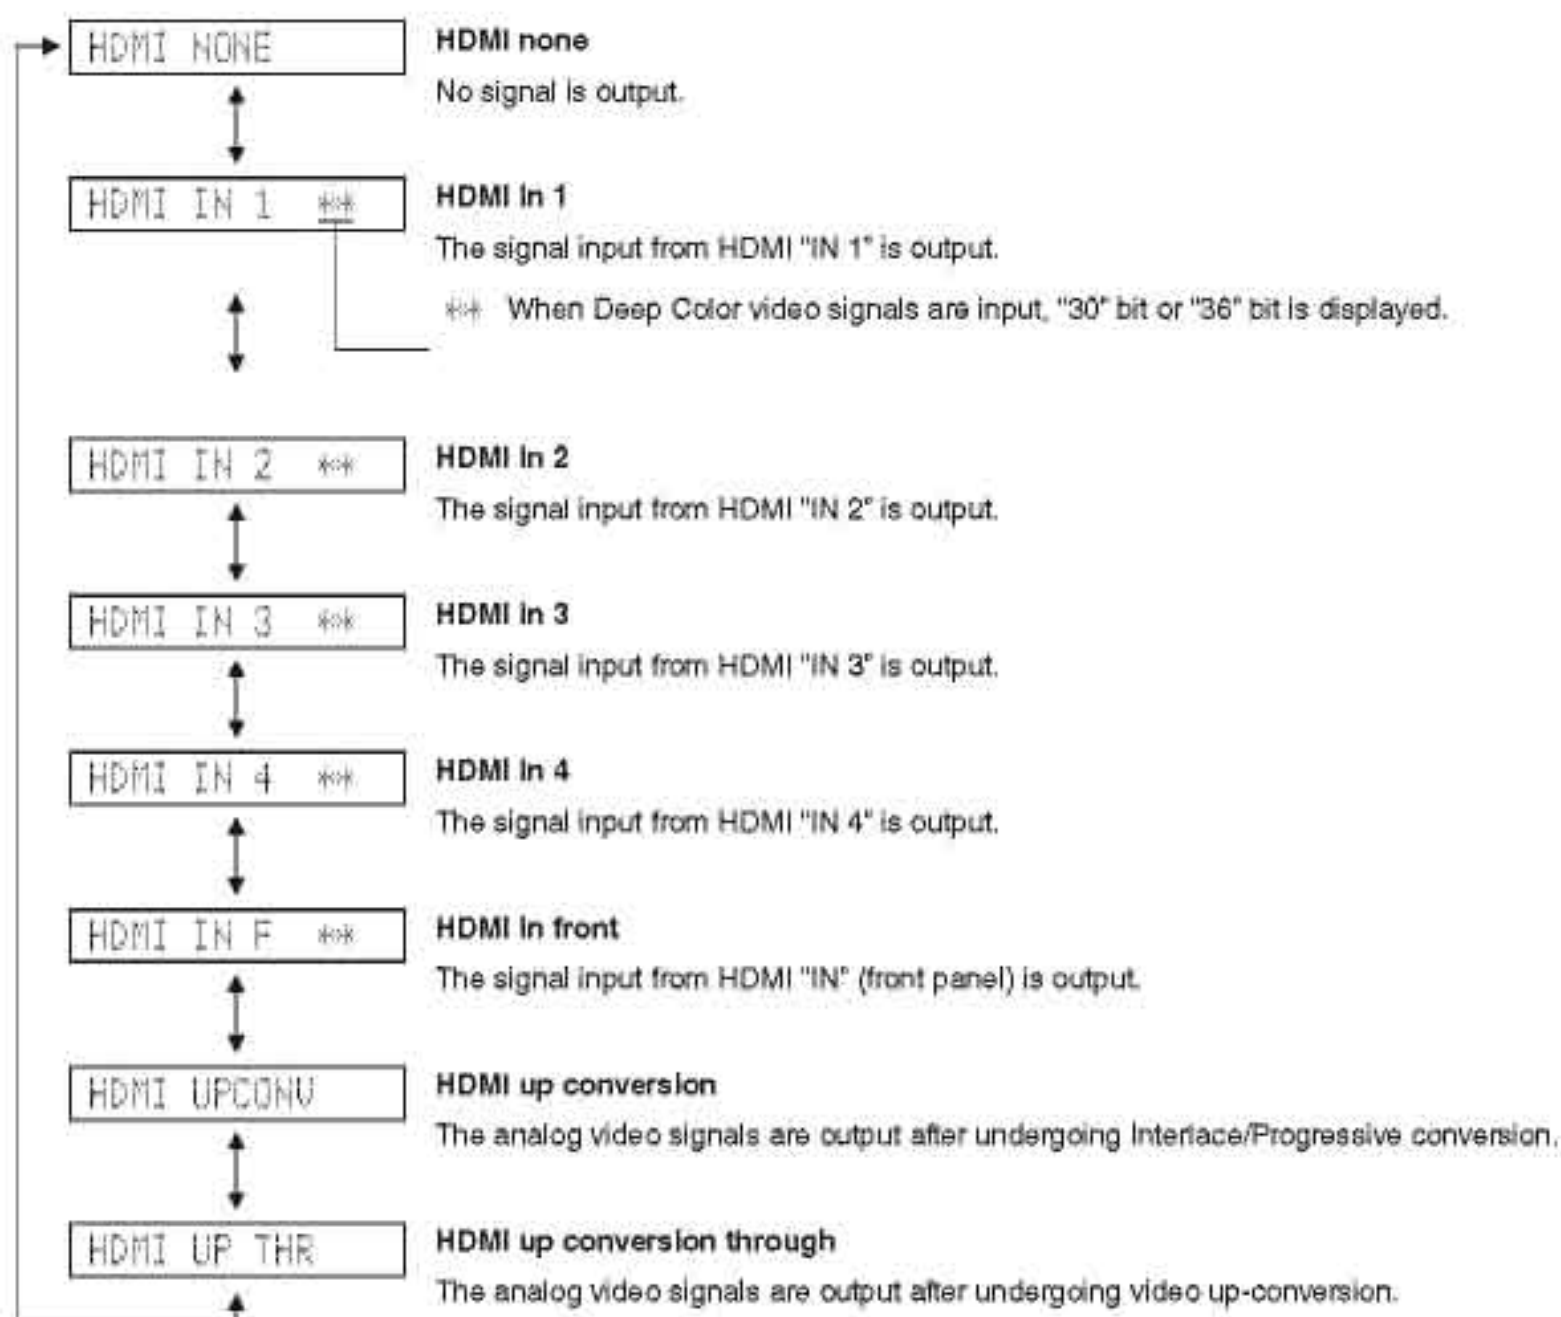 HDMI NONE
HDMI none
No signal is output.
HDMI IN 1 **
HDMI In 1
The signal input from HDMI "IN 1" is output.
** When Deep Color video signals are input, "30" bit or "36" bit is displayed.
HDMI IN 2 **
HDMI In 2
The signal input from HDMI "IN 2" is output.
HDMI IN 3 **
HDMI In 3
The signal input from HDMI "IN 3" is output.
HDMI IN 4 **
HDMI In 4
The signal input from HDMI "IN 4" is output.
HDMI IN F **
HDMI In front
The signal input from HDMI "IN" (front panel) is output.
HDMI UPCONV
HDMI up conversion
The analog video signals are output after undergoing Interlace/Progressive conversion.
HDMI UP THR
HDMI up conversion through
The analog video signals are output after undergoing video up-conversion.